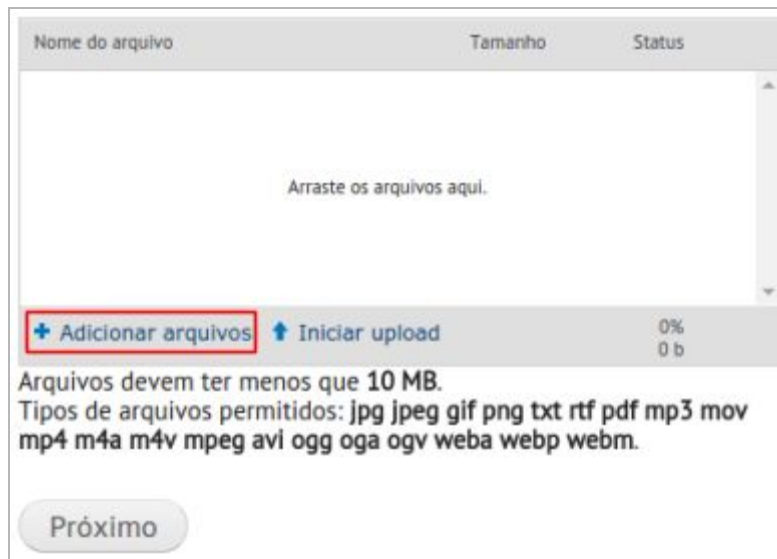 Nome do arquivo Tamanho Status
Arraste os arquivos aqui.
Adicionar arquivos Iniciar upload 0%
0 b
Arquivos devem ter menos que 10 MB.
Tipos de arquivos permitidos: jpg jpeg gif png txt rtf pdf mp3 mov
mp4 m4a m4v mpeg avi ogg oga ogv weba webp webm.
Próximo